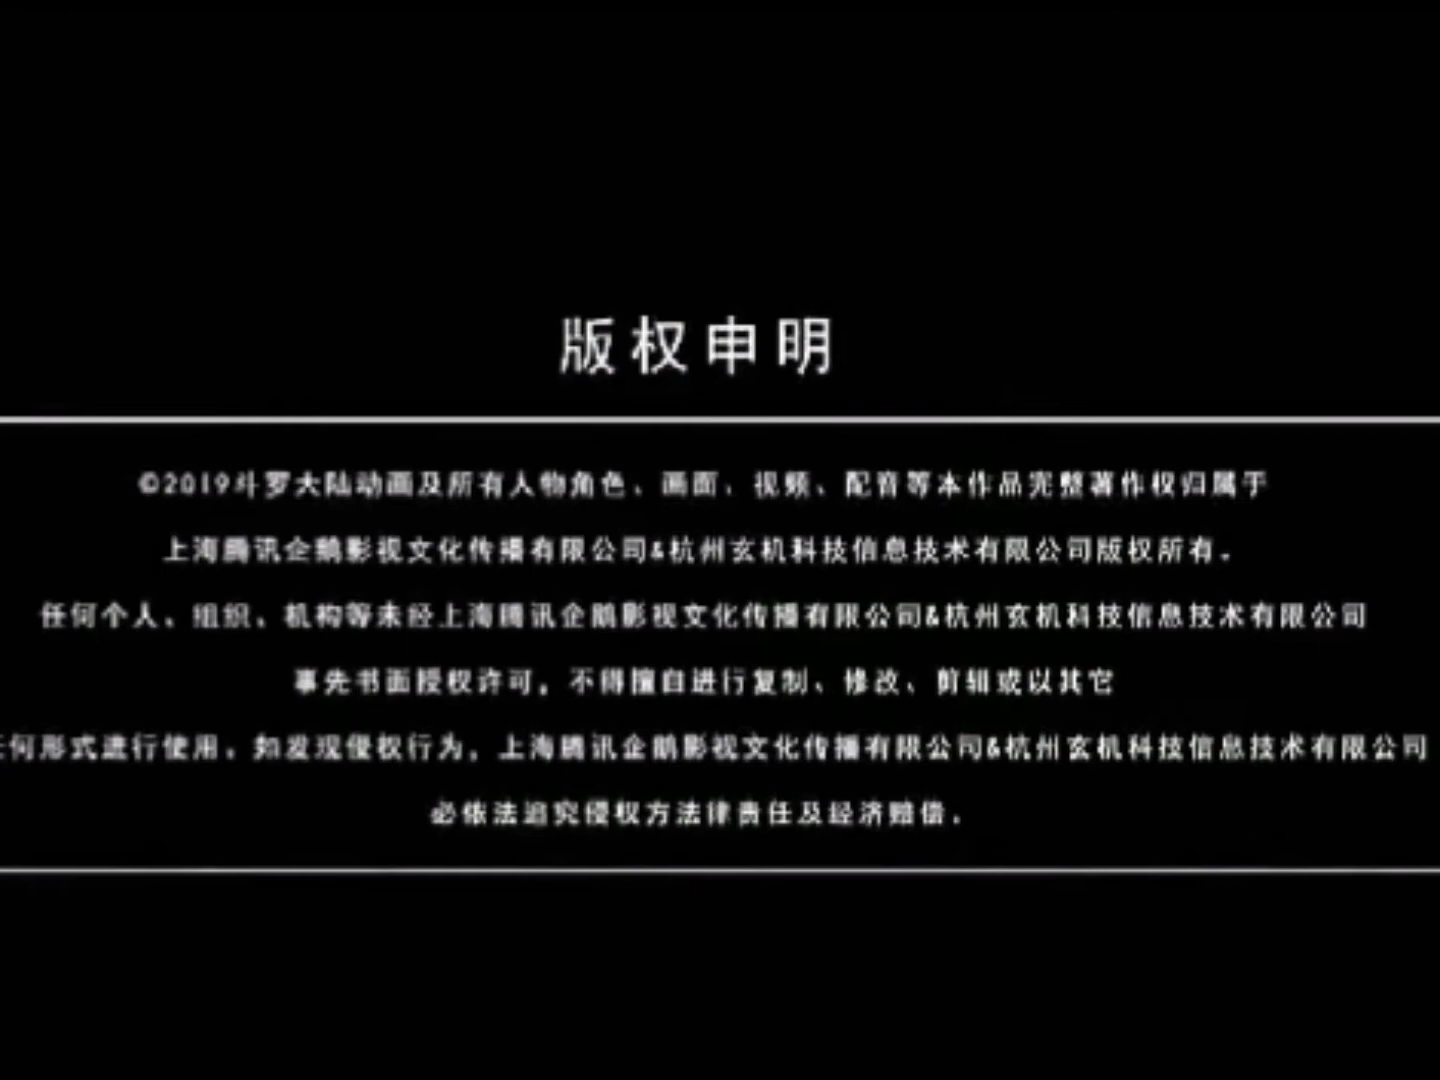 版权申明
©2019斗罗大陆动画及所有人物角色、画面、视频、配音等本作品完整著作权归属于
上海腾讯企鹅影视文化传播有限公司&杭州玄机科技信息技术有限公司版权所有。
任何个人、组织、机构等未经上海腾讯企鹅影视文化传播有限公司&杭州玄机科技信息技术有限公司
事先书面授权许可，不得擅自进行复制、修改、剪辑或以其它
任何形式进行使用。如发现侵权行为，上海腾讯企鹅影视文化传播有限公司&杭州玄机科技信息技术有限公司
必依法追究侵权方法律责任及经济赔偿。